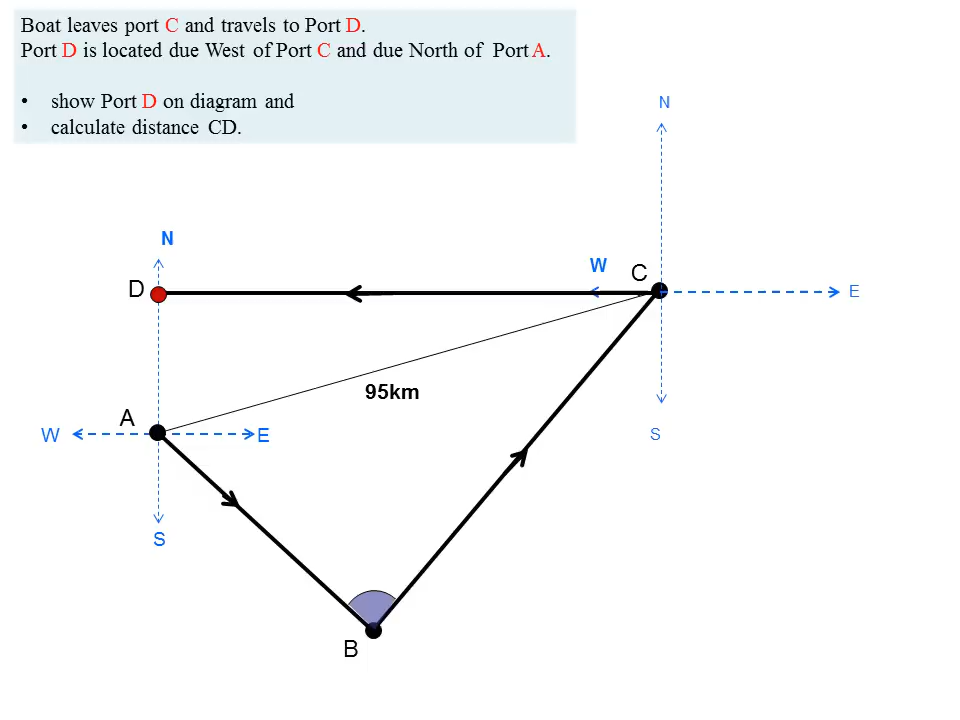 Boat leaves port C and travels to Port D.
Port D is located due West of Port C and due North of Port A.
• show Port D on diagram and
• calculate distance CD.
N
N
W
C
D
E
95km
A
W
E
S
S
B